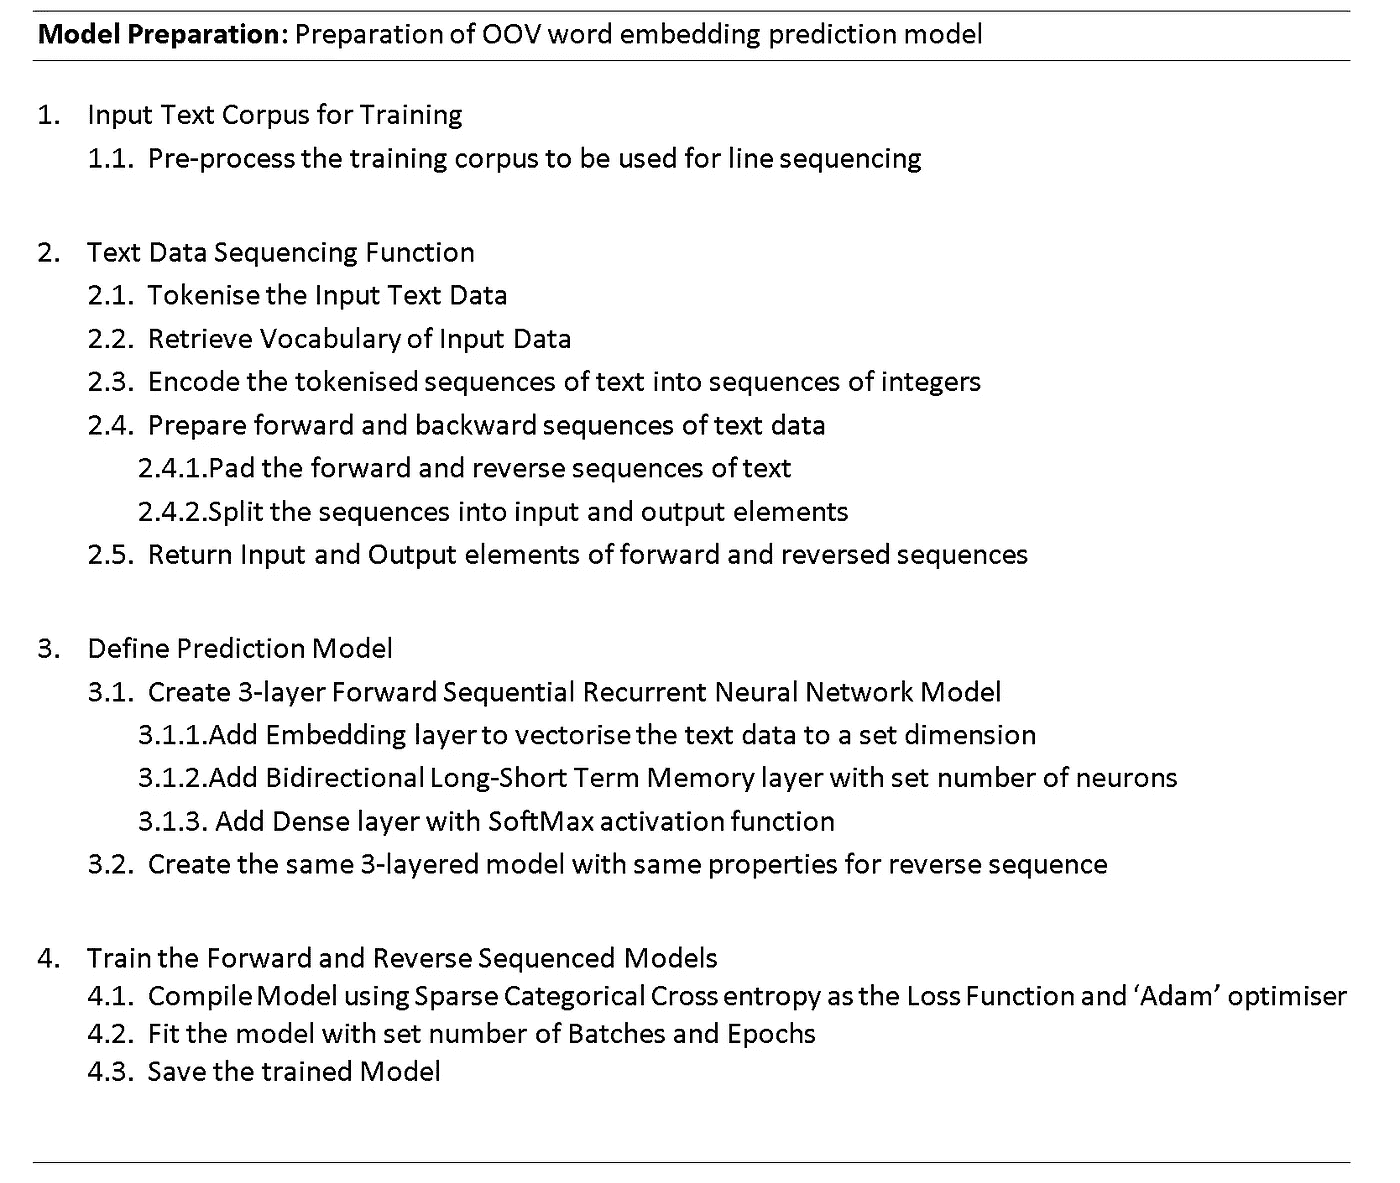 Model Preparation: Preparation of OOV word embedding prediction model
1. Input Text Corpus for Training
1.1. Pre-process the training corpus to be used for line sequencing
2. Text Data Sequencing Function
2.1. Tokenise the Input Text Data
2.2. Retrieve Vocabulary of Input Data
2.3. Encode the tokenised sequences of text into sequences of integers
2.4. Prepare forward and backward sequences of text data
2.4.1.Pad the forward and reverse sequences of text
2.4.2.Split the sequences into input and output elements
2.5. Return Input and Output elements of forward and reversed sequences
3. Define Prediction Model
3.1. Create 3-layer Forward Sequential Recurrent Neural Network Model
3.1.1.Add Embedding layer to vectorise the text data to a set dimension
3.1.2.Add Bidirectional Long-Short Term Memory layer with set number of neurons
3.1.3. Add Dense layer with SoftMax activation function
3.2. Create the same 3-layered model with same properties for reverse sequence
4. Train the Forward and Reverse Sequenced Models
4.1. Compile Model using Sparse Categorical Cross entropy as the Loss Function and ‘Adam’ optimiser
4.2. Fit the model with set number of Batches and Epochs
4.3. Save the trained Model